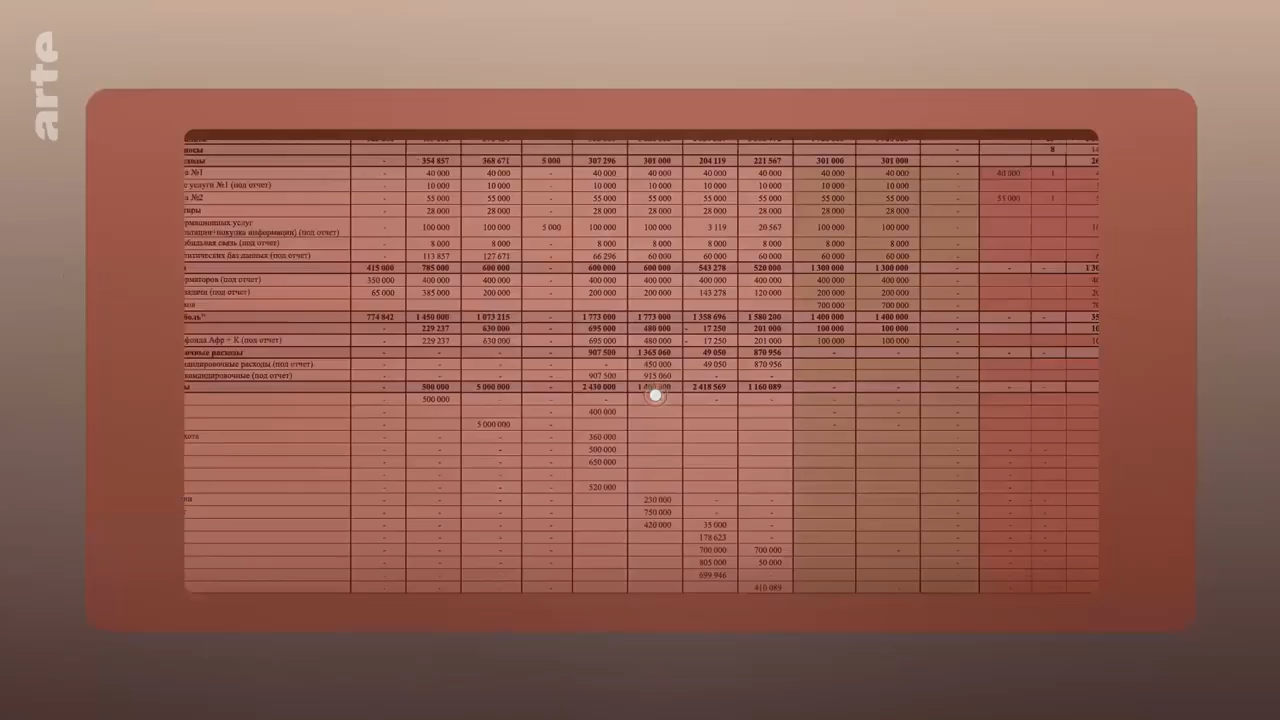 arte
- 354 857 368 671 5 000 307 296 301 000 204 119 221 567 301 000 301 000 -
а №1 - 40 000 40 000 - 40 000 40 000 40 000 40 000 40 000 40 000 - 40 000 1
с услуги №1 (под отчет) - 10 000 10 000 - 10 000 10 000 10 000 10 000 10 000 10 000 -
а №2 - 55 000 55 000 - 55 000 55 000 55 000 55 000 55 000 55 000 - 55 000 1
- 28 000 28 000 - 28 000 28 000 28 000 28 000 28 000 28 000 -
рмационных услуг
(под отчет) - 100 000 100 000 5 000 100 000 100 000 3 119 20 567 100 000 100 000 -
бильная связь (под отчет) - 8 000 8 000 - 8 000 8 000 8 000 8 000 8 000 8 000 -
итических баз данных (под отчет) - 113 857 127 671 - 66 296 60 000 60 000 60 000 60 000 60 000 -
415 000 785 000 600 000 - 600 000 600 000 543 278 520 000 1 300 000 1 300 000 - - -
рматоров (под отчет) 350 000 400 000 400 000 - 400 000 400 000 400 000 400 000 400 000 400 000 -
(под отчет) 65 000 385 000 200 000 - 200 000 200 000 143 278 120 000 200 000 200 000 -
700 000 700 000 -
боль" 774 842 1 450 000 1 073 215 - 1 773 000 1 773 000 1 358 696 1 580 200 1 400 000 1 400 000 - - -
- 229 237 630 000 - 695 000 480 000 - 17 250 201 000 100 000 100 000 -
фонда Афр + К (под отчет) - 229 237 630 000 - 695 000 480 000 - 17 250 201 000 100 000 100 000 -
очные расходы - - - - 907 500 1 365 060 49 050 870 956 - - - - -
мандировочные расходы (под отчет) - - - - 450 000 49 050 870 956
командировочные (под отчет) - - - - 907 500 915 060
ы - 500 000 5 000 000 - 2 430 000 2 418 569 1 160 089 - - - - -
- 500 000 - - - - - - - -
- - 400 000 - - -
- 5 000 000 - - - -
хота - - - - 360 000 -
- - - - 500 000 - - -
- - - - 650 000 - - -
- - - - - -
- - - - 520 000 - -
- - - - 230 000 - - - - -
- - - - 750 000 - - - - -
- - - - 420 000 35 000 - - -
- - - - 178 623 - - - -
- - - - 700 000 700 000 - - - -
- - - - 805 000 50 000 - - -
- - - - 699 946 - - -
- - 410 089 - -